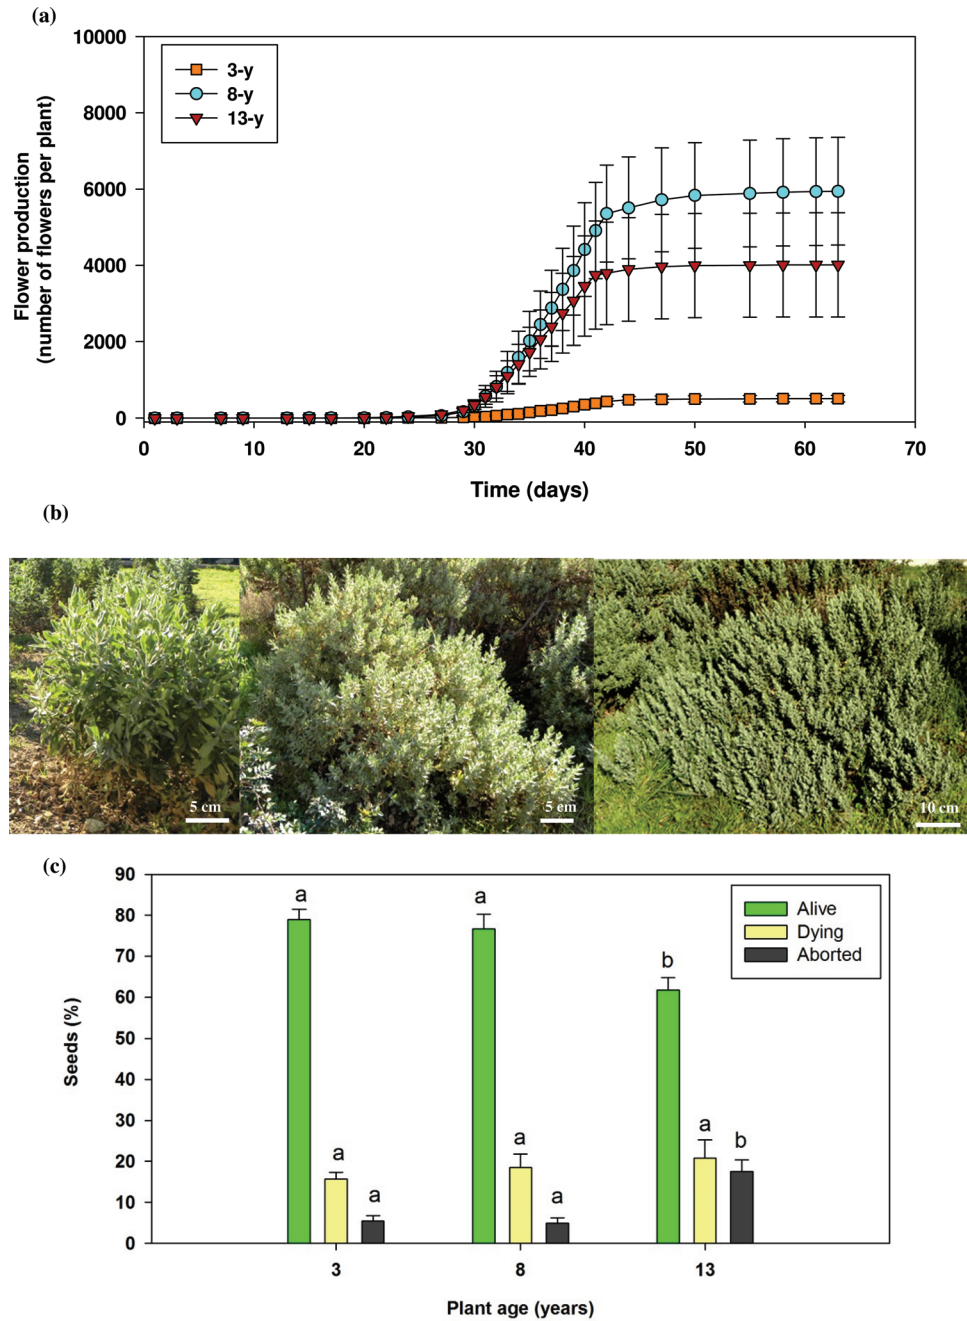 (a)
Flower production
(number of flowers per plant)
10000
8000
6000
4000
2000
0
3-y
8-y
13-y
0 10 20 30 40 50 60 70
Time (days)
(b)
5 cm
5 cm
10 cm
(c)
Seeds (%)
90
80
70
60
50
40
30
20
10
0
a a b
a a a
a a b
Alive
Dying
Aborted
3 8 13
Plant age (years)